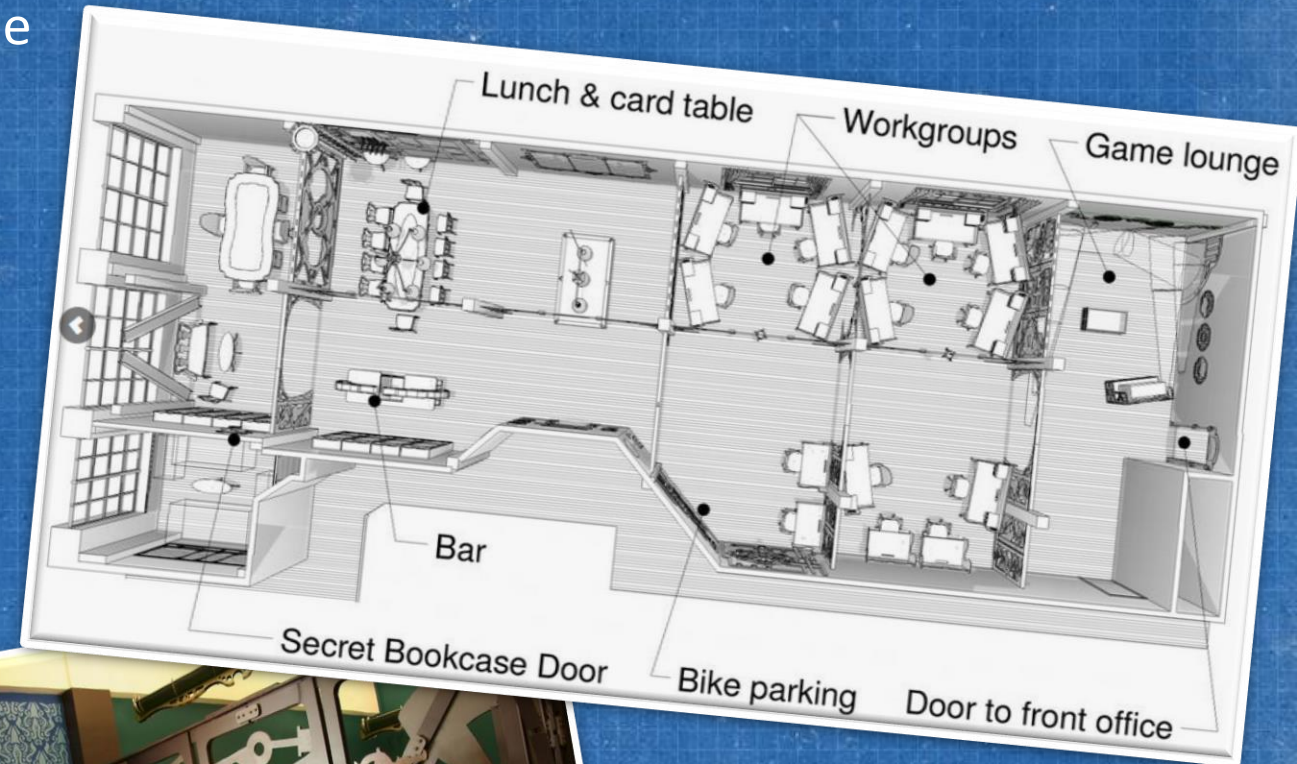 e
Lunch & card table
Workgroups
Game lounge
Bar
Secret Bookcase Door
Bike parking
Door to front office